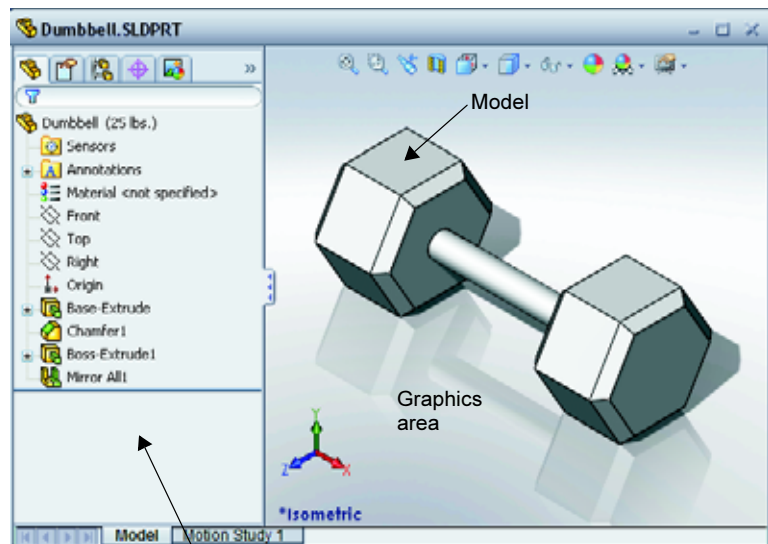 Dumbbell.SLDPRT
»
Dumbbell (25 lbs.)
Sensors
A Annotations
Material <not specified>
Front
Top
Right
Origin
Base-Extrude
Chamfer1
Boss-Extrude1
Mirror All1
Model
Graphics
area
Y
Z
X
*Isometric
Model
Motion Study 1